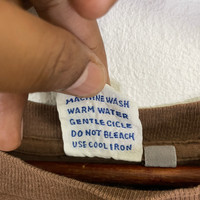 MACHINE WASH
WARM WATER
GENTLE CICLE
DO NOT BLEACH
USE COOL IRON